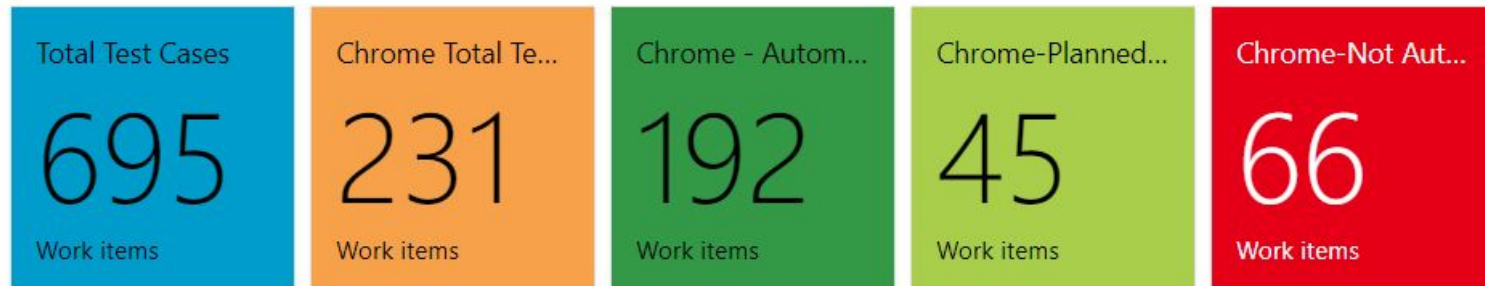 Total Test Cases
695
Work items
Chrome Total Te...
231
Work items
Chrome - Autom...
192
Work items
Chrome-Planned...
45
Work items
Chrome-Not Aut...
66
Work items